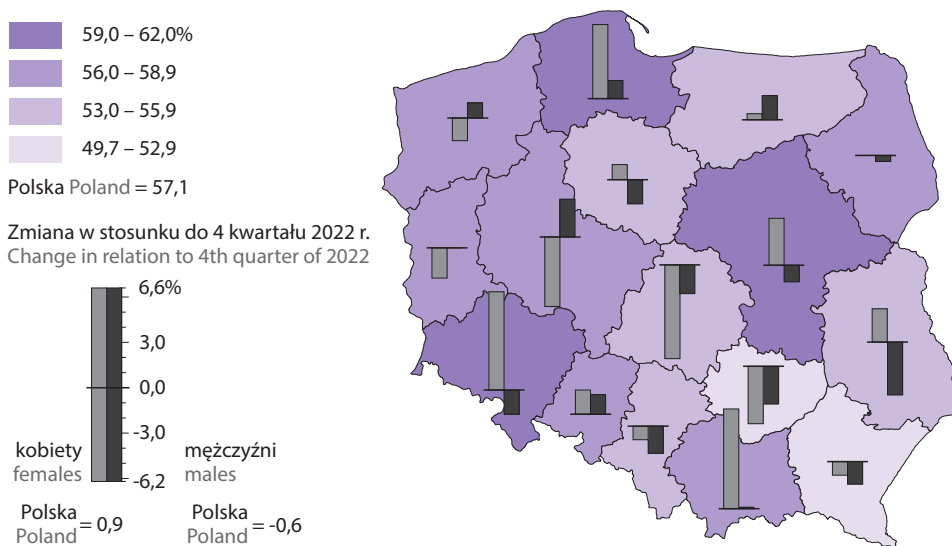 59,0 – 62,0%
56,0 – 58,9
53,0 – 55,9
49,7 – 52,9
Polska Poland = 57,1
Zmiana w stosunku do 4 kwartału 2022 r.
Change in relation to 4th quarter of 2022
6,6%
3,0
0,0
-3,0
-6,2
kobiety
females
mężczyźni
males
Polska
Poland = 0,9
Polska
Poland = -0,6